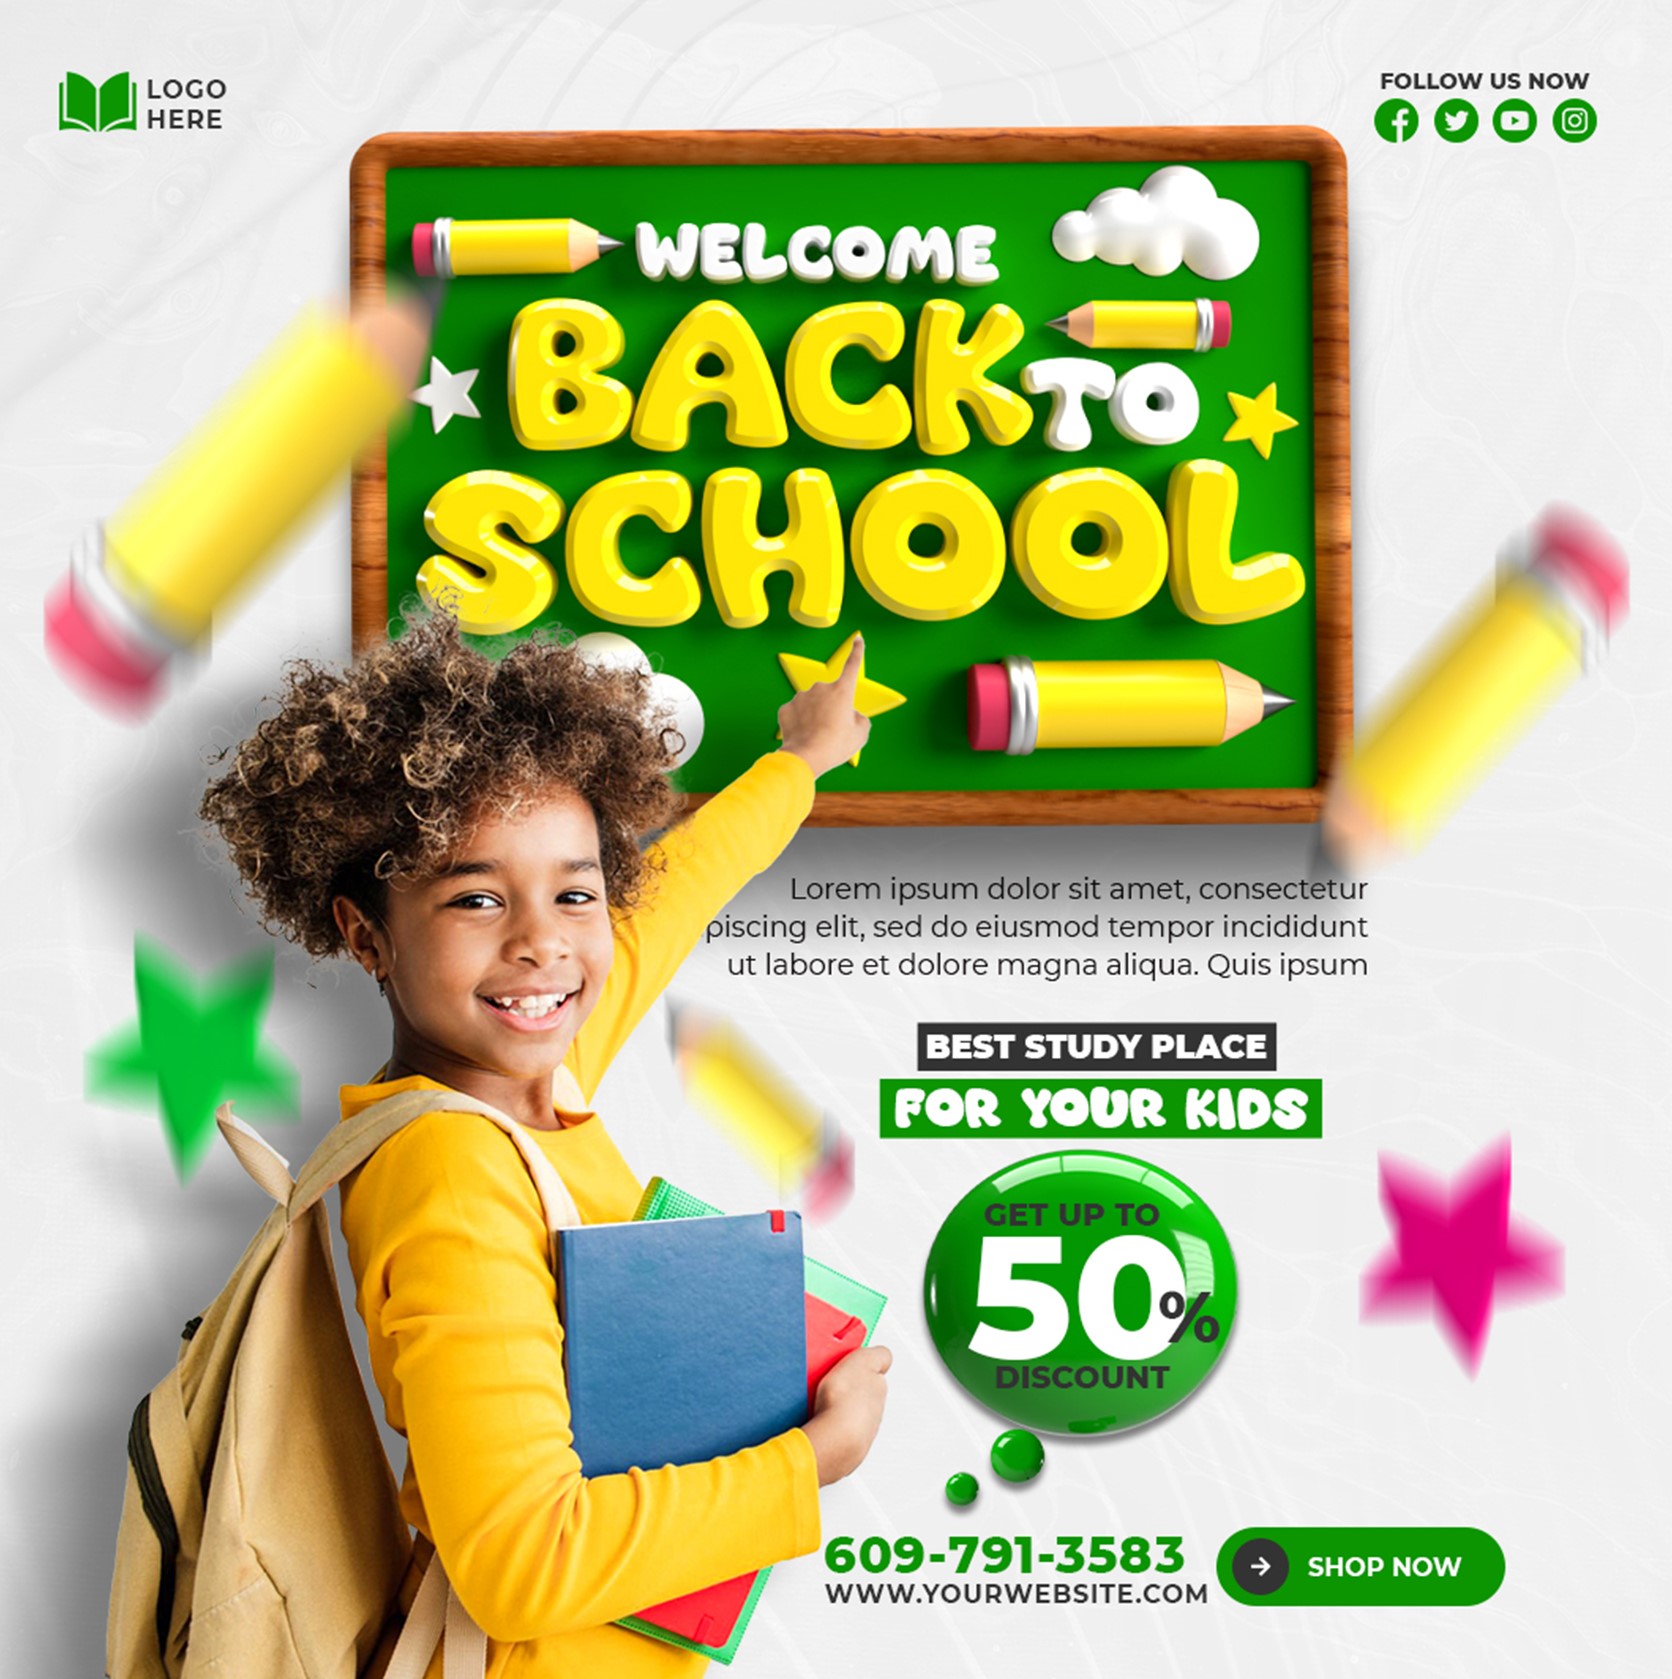 LOGO
HERE
FOLLOW US NOW
WELCOME
BACK TO
SCHOOL
Lorem ipsum dolor sit amet, consectetur
piscing elit, sed do eiusmod tempor incididunt
ut labore et dolore magna aliqua. Quis ipsum
BEST STUDY PLACE
FOR YOUR KIDS
GET UP TO
50%
DISCOUNT
609-791-3583
WWW.YOURWEBSITE.COM
SHOP NOW